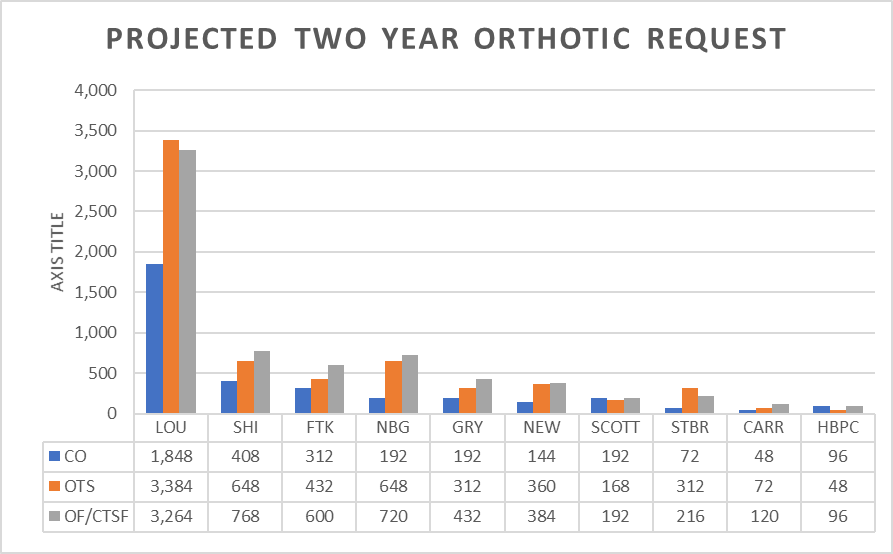 PROJECTED TWO YEAR ORTHOTIC REQUEST
4,000
3,500
3,000
2,500
2,000
1,500
1,000
500
0
AXIS TITLE
LOU SHI FTK NBG GRY NEW SCOTT STBR CARR HBPC
CO 1,848 408 312 192 192 144 192 72 48 96
OTS 3,384 648 432 648 312 360 168 312 72 48
OF/CTSF 3,264 768 600 720 432 384 192 216 120 96